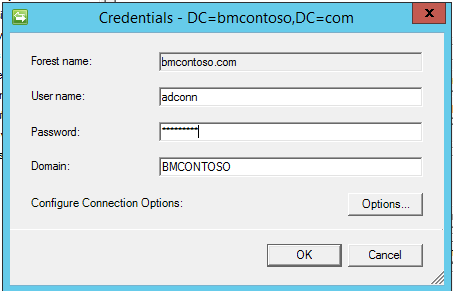 Credentials - DC=bmcontoso,DC=com
x
Forest name: bmcontoso.com
User name: adconn
Password: *********
Domain: BMCONTOSO
Configure Connection Options: Options...
OK Cancel